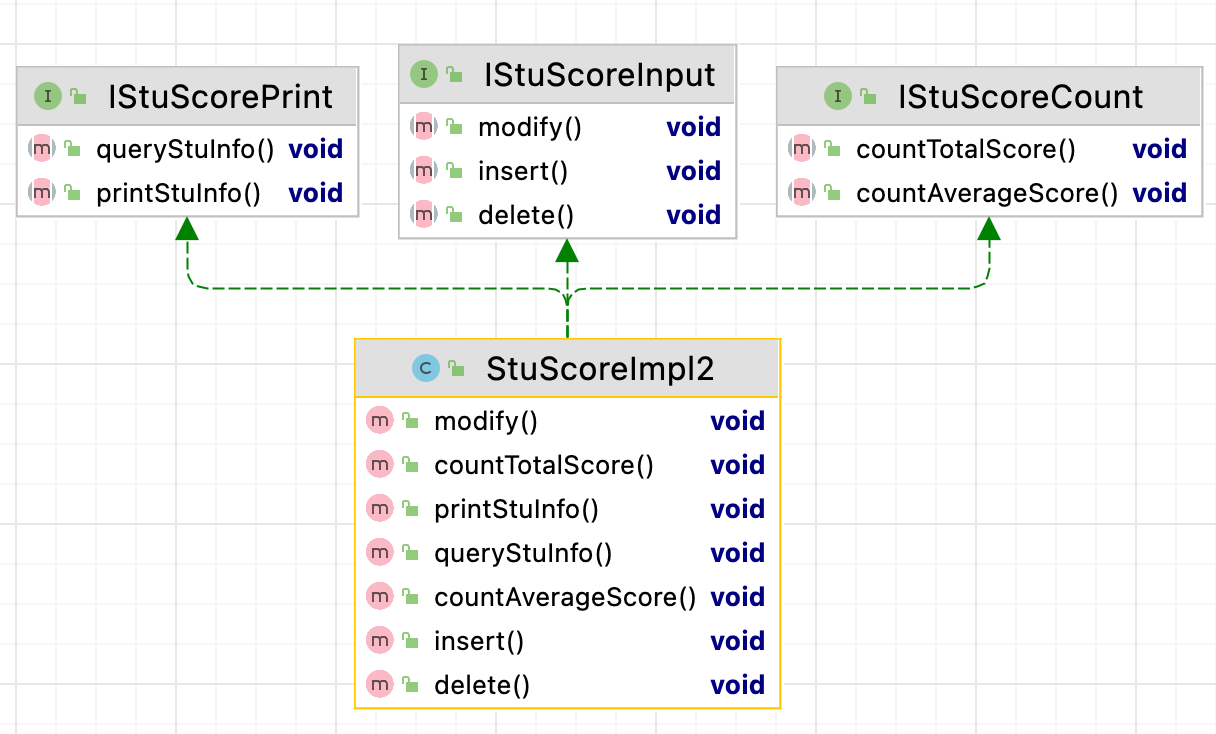 I IStuScorePrint
m queryStuInfo() void
m printStuInfo() void
I IStuScoreInput
m modify() void
m insert() void
m delete() void
I IStuScoreCount
m countTotalScore() void
m countAverageScore() void
C StuScoreImpl2
m modify() void
m countTotalScore() void
m printStuInfo() void
m queryStuInfo() void
m countAverageScore() void
m insert() void
m delete() void